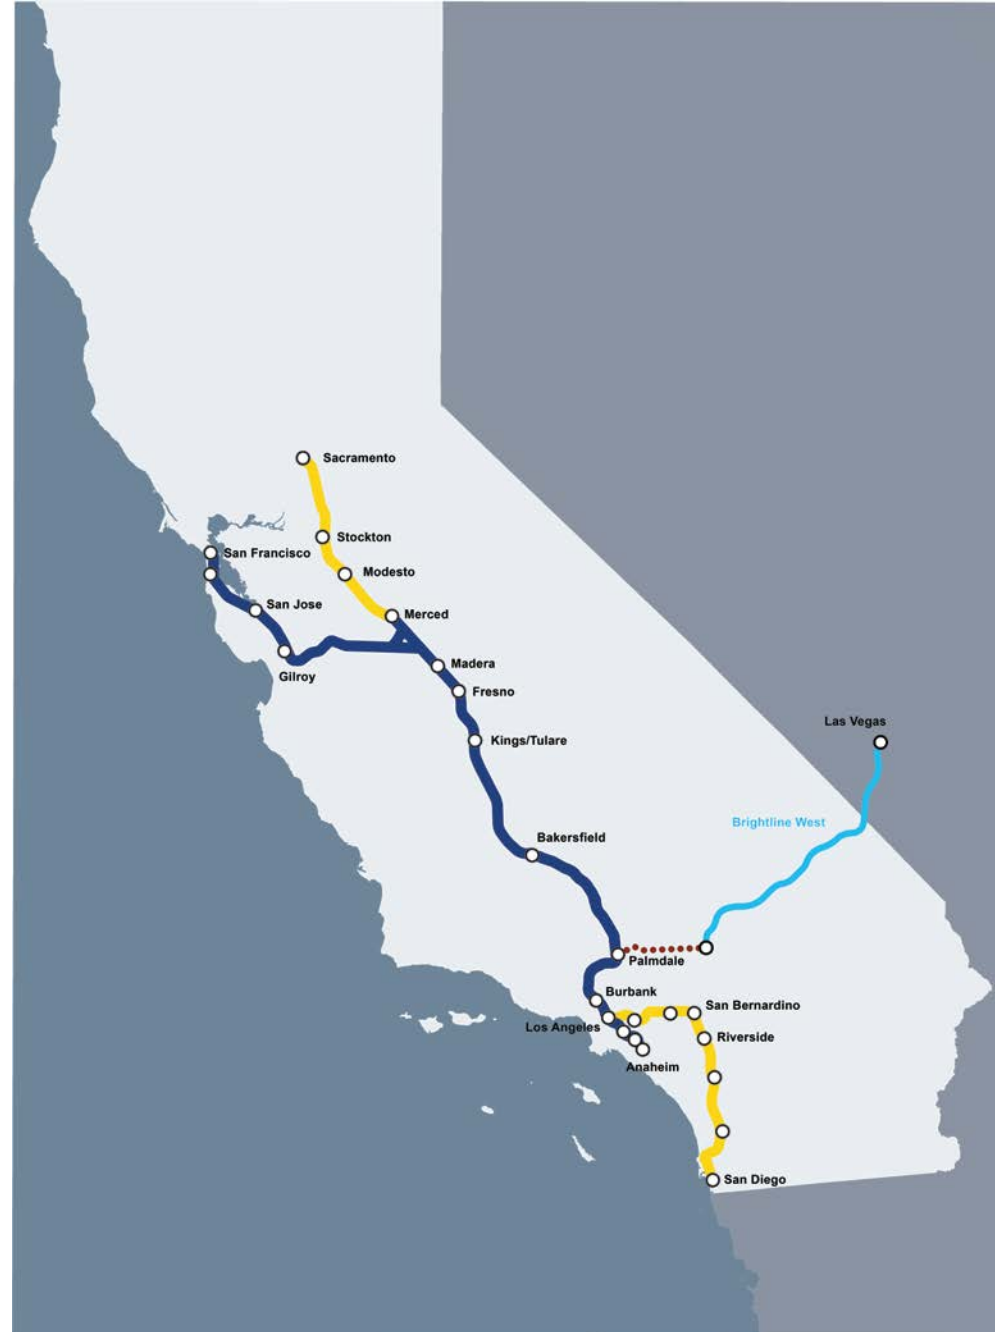 Sacramento
Stockton
San Francisco
Modesto
San Jose
Merced
Madera
Gilroy
Fresno
Las Vegas
Kings/Tulare
Brightline West
Bakersfield
Palmdale
Burbank
San Bernardino
Los Angeles
Riverside
Anaheim
San Diego